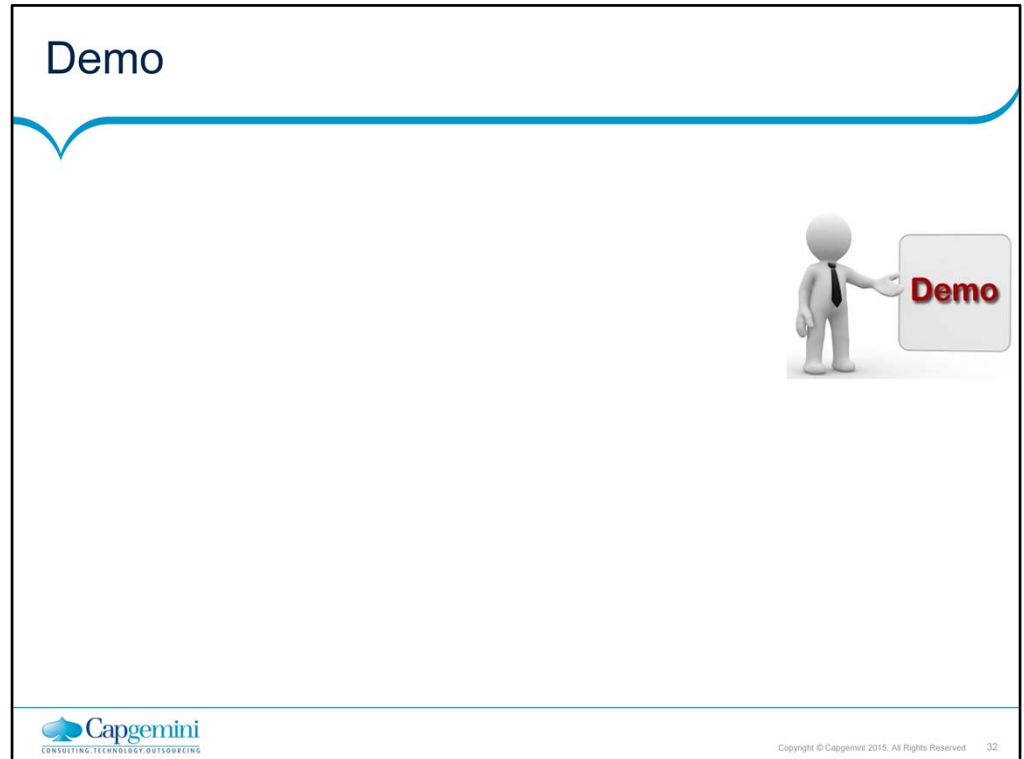 Demo
Demo
Capgemini
CONSULTING.TECHNOLOGY.OUTSOURCING
Copyright © Capgemini 2015. All Rights Reserved 32